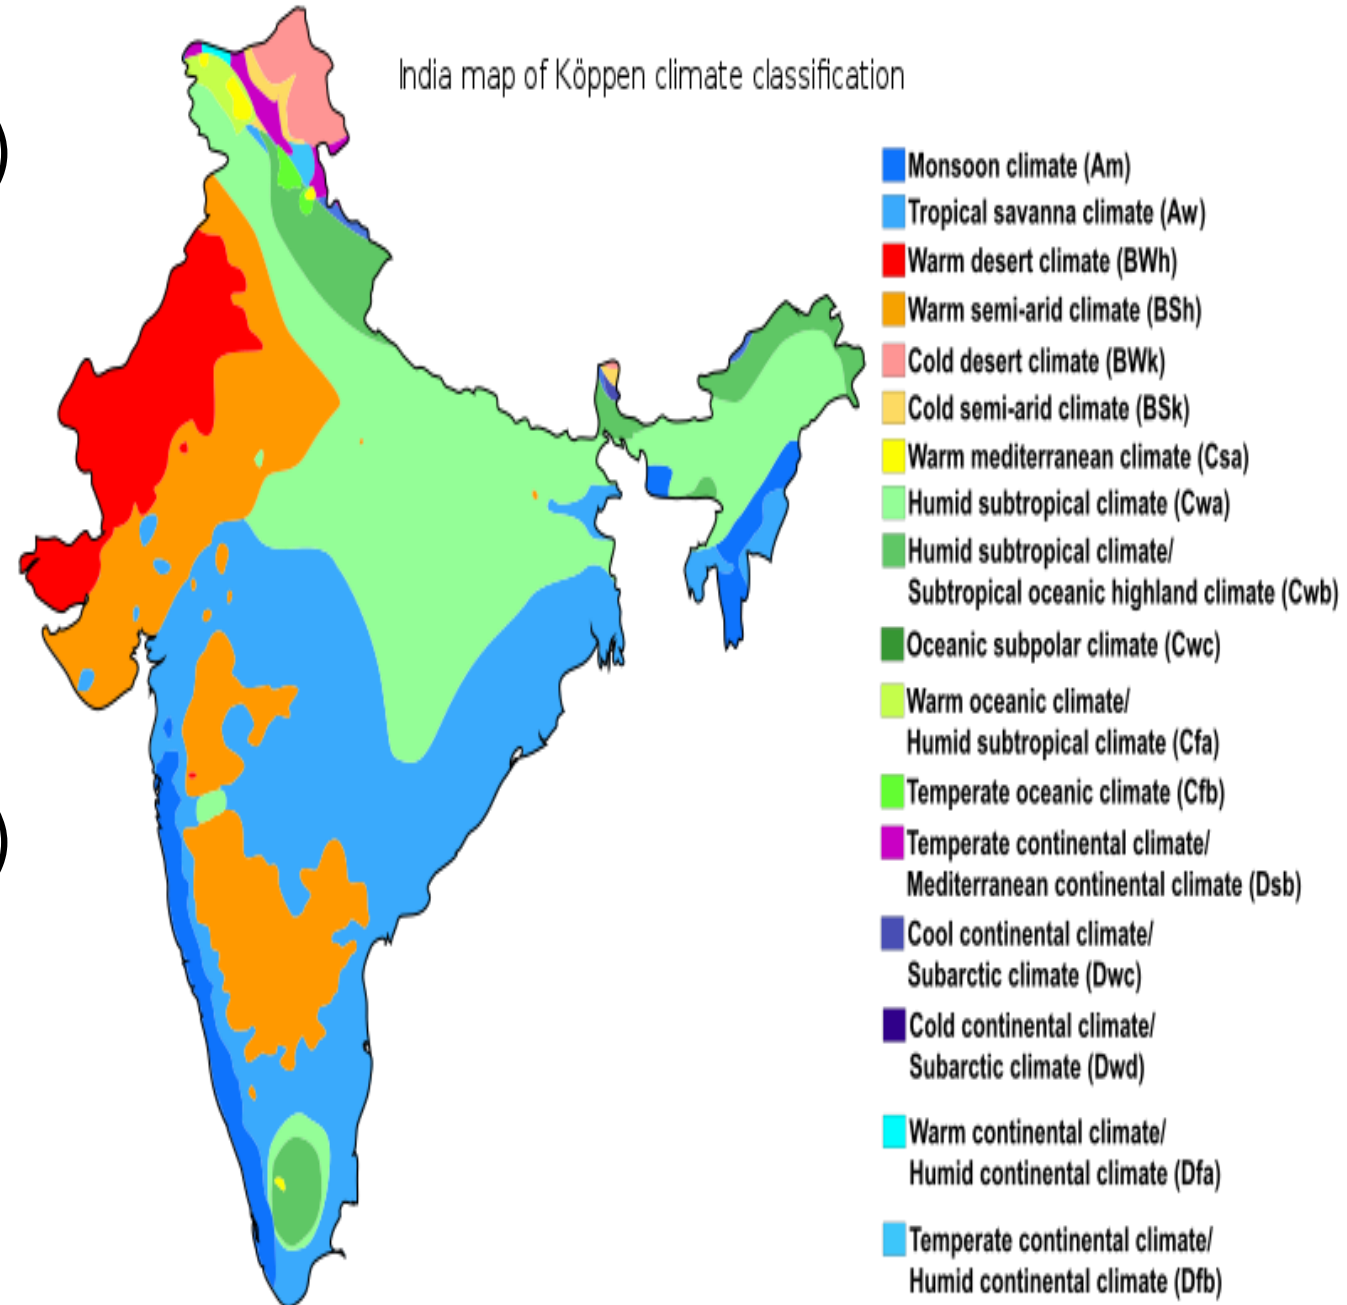 )
India map of Köppen climate classification
Monsoon climate (Am)
Tropical savanna climate (Aw)
Warm desert climate (BWh)
Warm semi-arid climate (BSh)
Cold desert climate (BWk)
Cold semi-arid climate (BSk)
Warm mediterranean climate (Csa)
Humid subtropical climate (Cwa)
Humid subtropical climate/
Subtropical oceanic highland climate (Cwb)
Oceanic subpolar climate (Cwc)
Warm oceanic climate/
Humid subtropical climate (Cfa)
Temperate oceanic climate (Cfb)
)
Temperate continental climate/
Mediterranean continental climate (Dsb)
Cool continental climate/
Subarctic climate (Dwc)
Cold continental climate/
Subarctic climate (Dwd)
Warm continental climate/
Humid continental climate (Dfa)
Temperate continental climate/
Humid continental climate (Dfb)